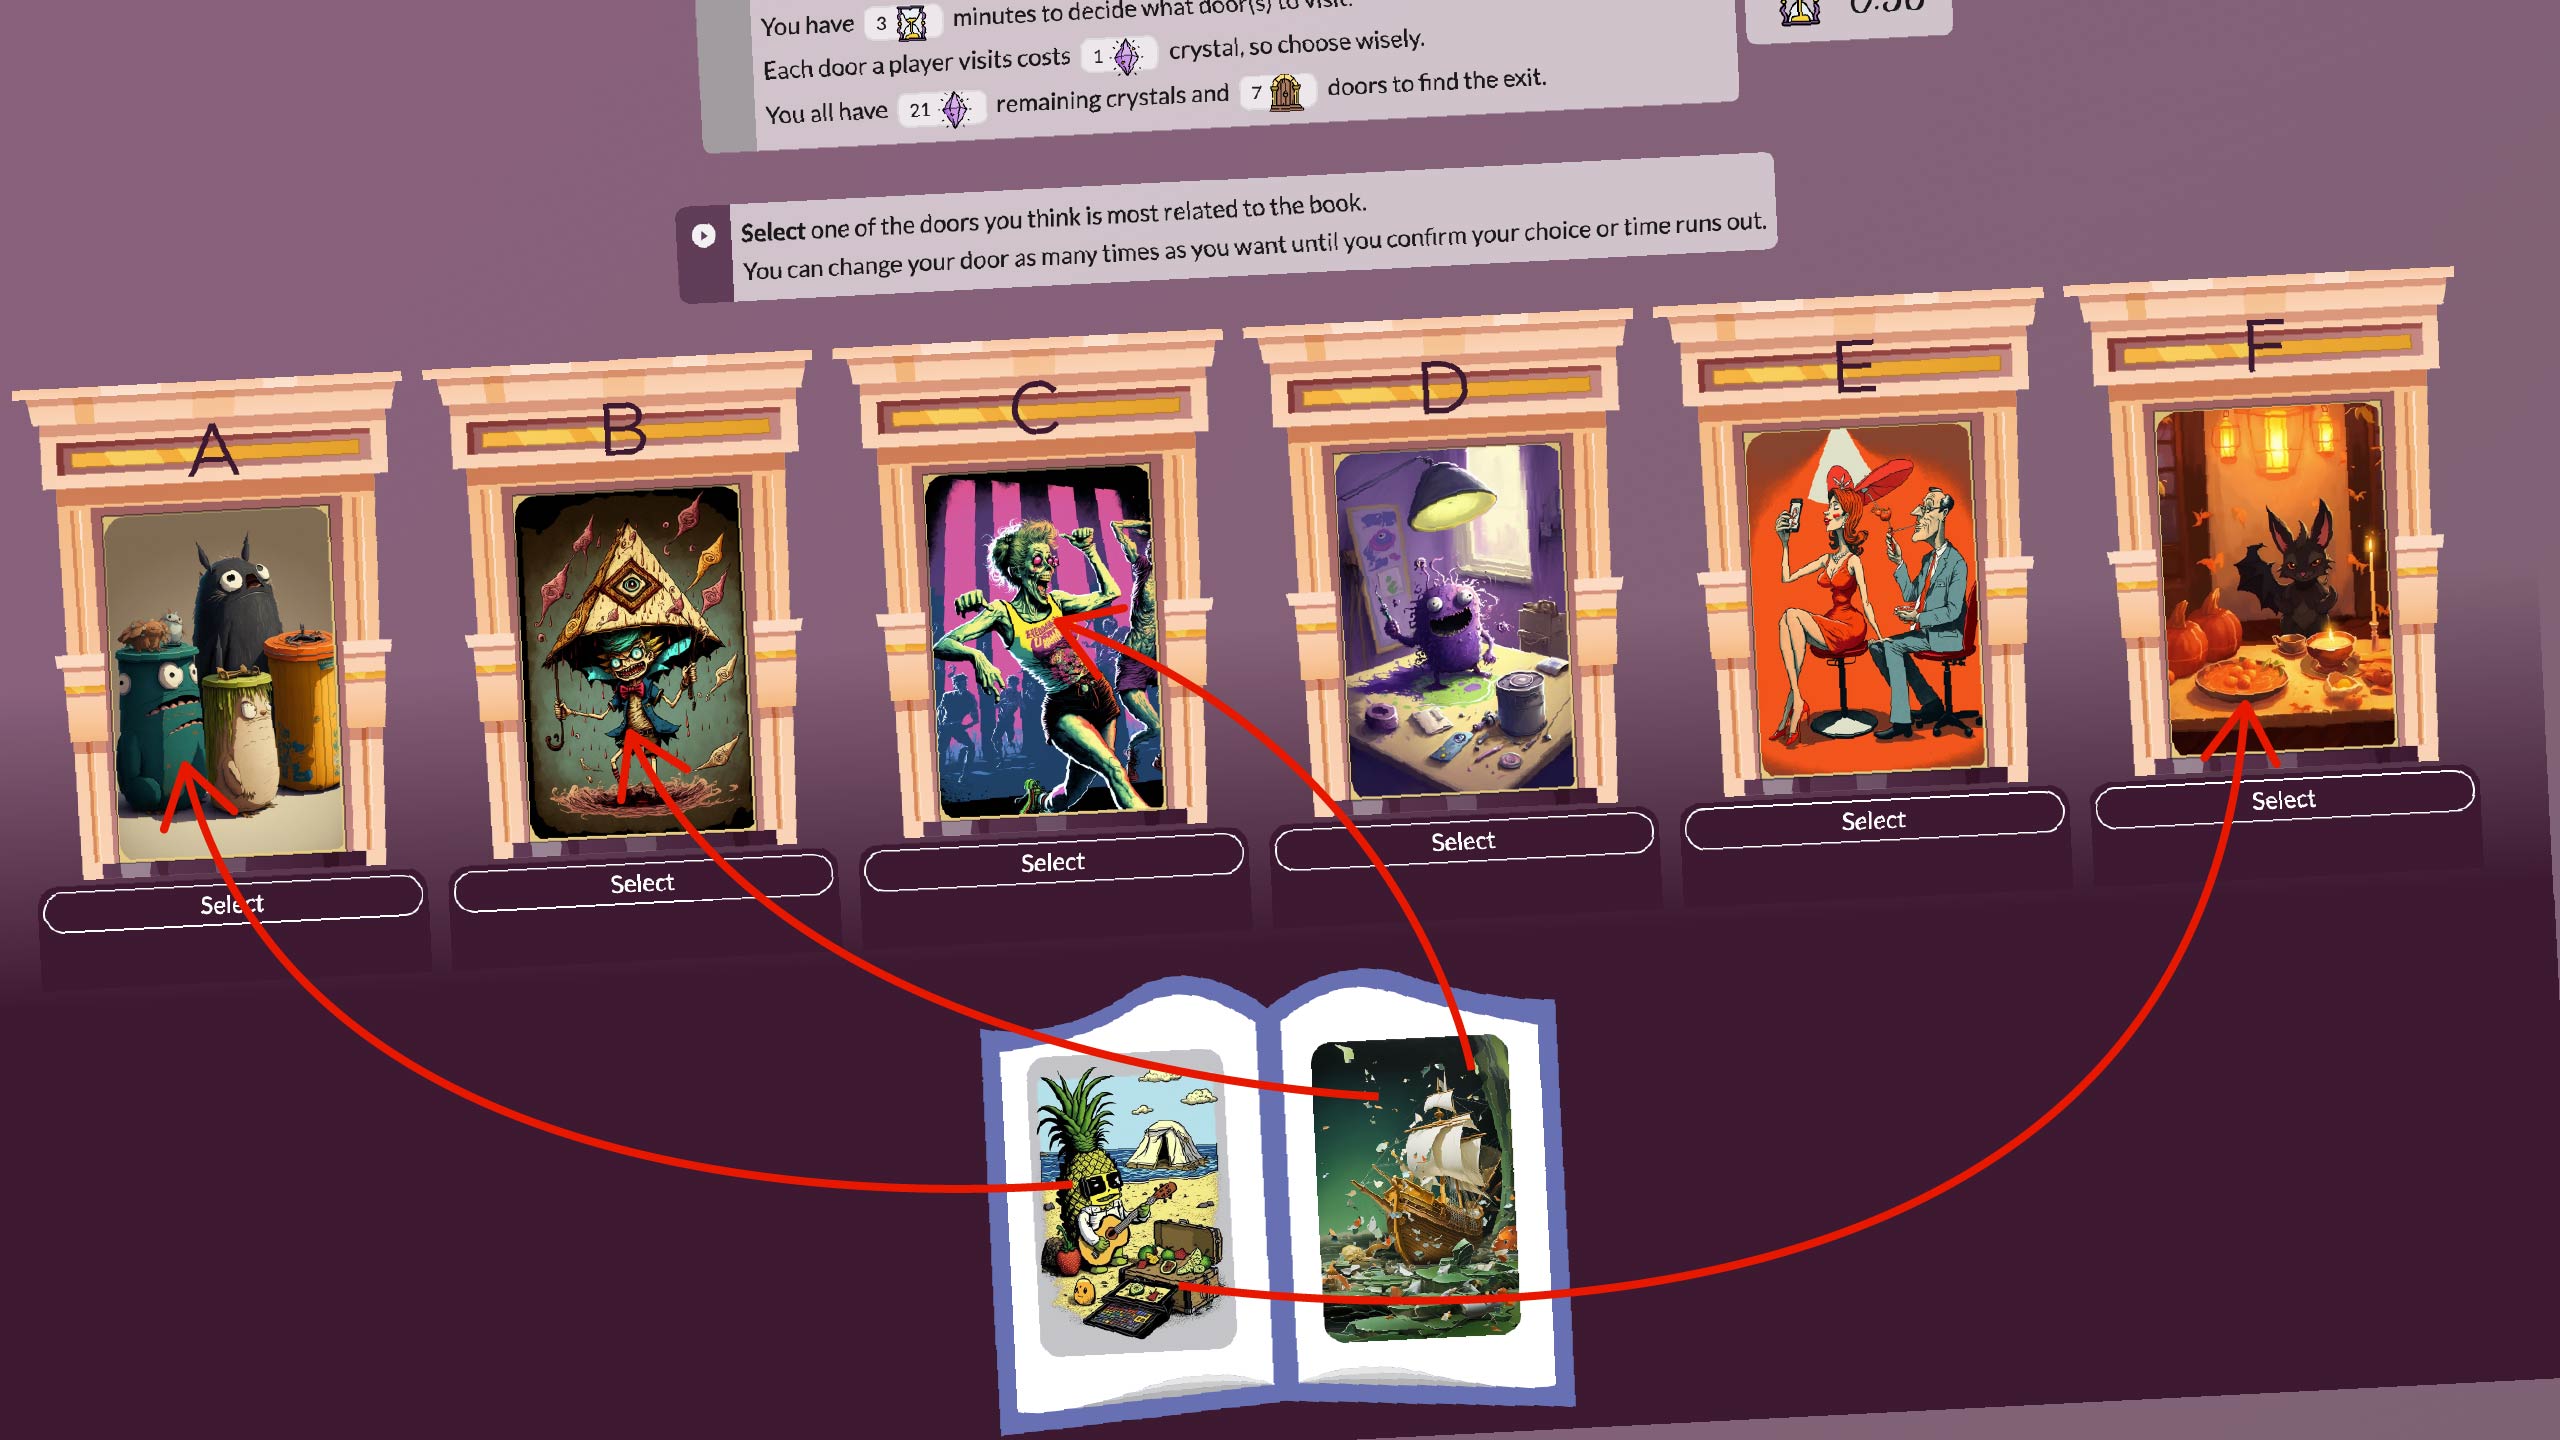 You have 3 minutes to decide what door(s) to visit.
0:50
Each door a player visits costs 1 crystal, so choose wisely.
You all have 21 remaining crystals and 7 doors to find the exit.
Select one of the doors you think is most related to the book.
You can change your door as many times as you want until you confirm your choice or time runs out.
A
B
C
D
E
F
Select
Select
Select
Select
Select
Select